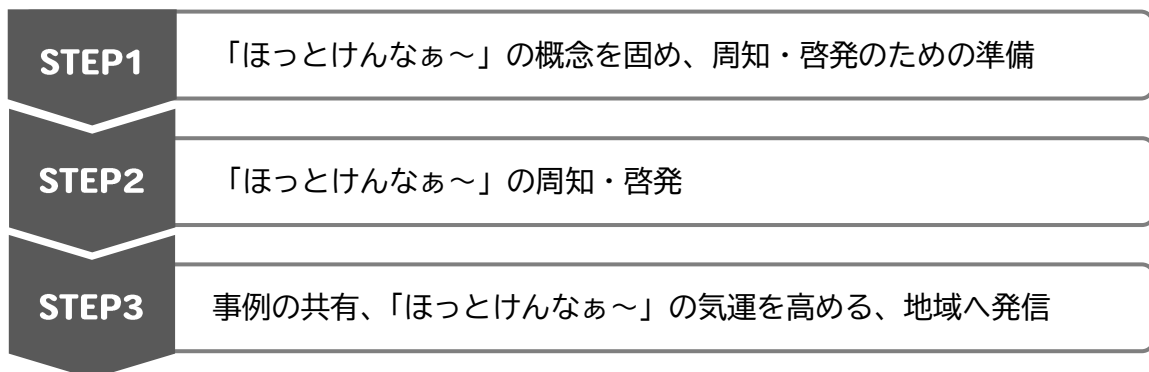 STEP1
「ほっとけんなぁ～」の概念を固め、周知・啓発のための準備
STEP2
「ほっとけんなぁ～」の周知・啓発
STEP3
事例の共有、「ほっとけんなぁ～」の気運を高める、地域へ発信